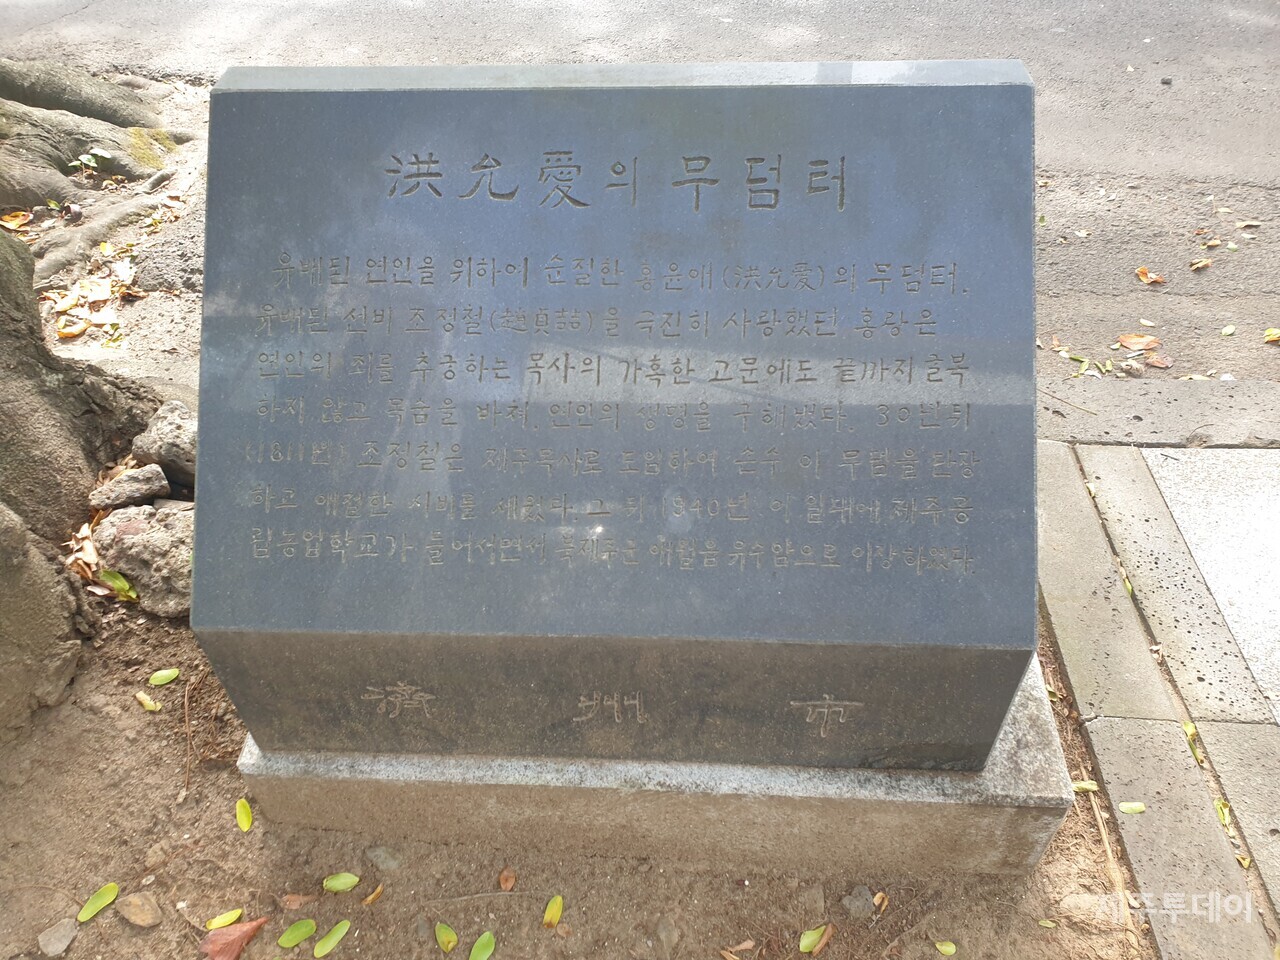 洪允愛의 무덤터
유배된 연인을 위하여 순절한 홍윤애(洪允愛)의 무덤터.
유배된 선비 조정철(趙貞喆)을 극진히 사랑했던 홍랑은
연인의 죄를 추궁하는 목사의 가혹한 고문에도 끝까지 굴복
하지 않고 목숨을 바쳐, 연인의 생명을 구해냈다. 30년뒤
(1811년) 조정철은 제주목사로 도임하여 손수 이 무덤을 단장
하고 애절한 시비를 세웠다. 그 뒤 1940년 이 일대에 제주농
림농업학교가 들어서면서 북제주군 애월읍 유수암으로 이장하였다.
濟 州 市
제주투데이